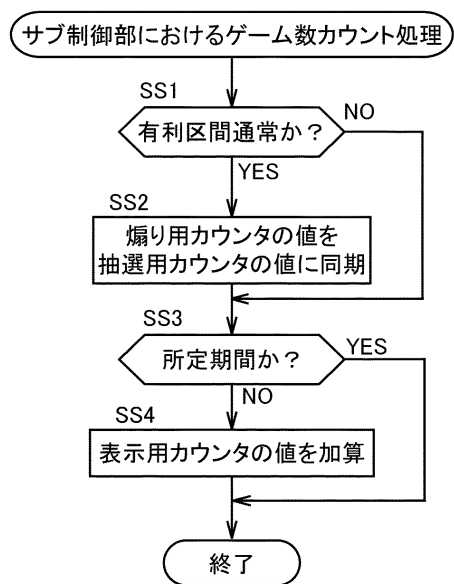 サブ制御部におけるゲーム数カウント処理
SS1
有利区間通常か？
NO
YES
SS2
煽り用カウンタの値を
抽選用カウンタの値に同期
SS3
所定期間か？
YES
NO
SS4
表示用カウンタの値を加算
終了